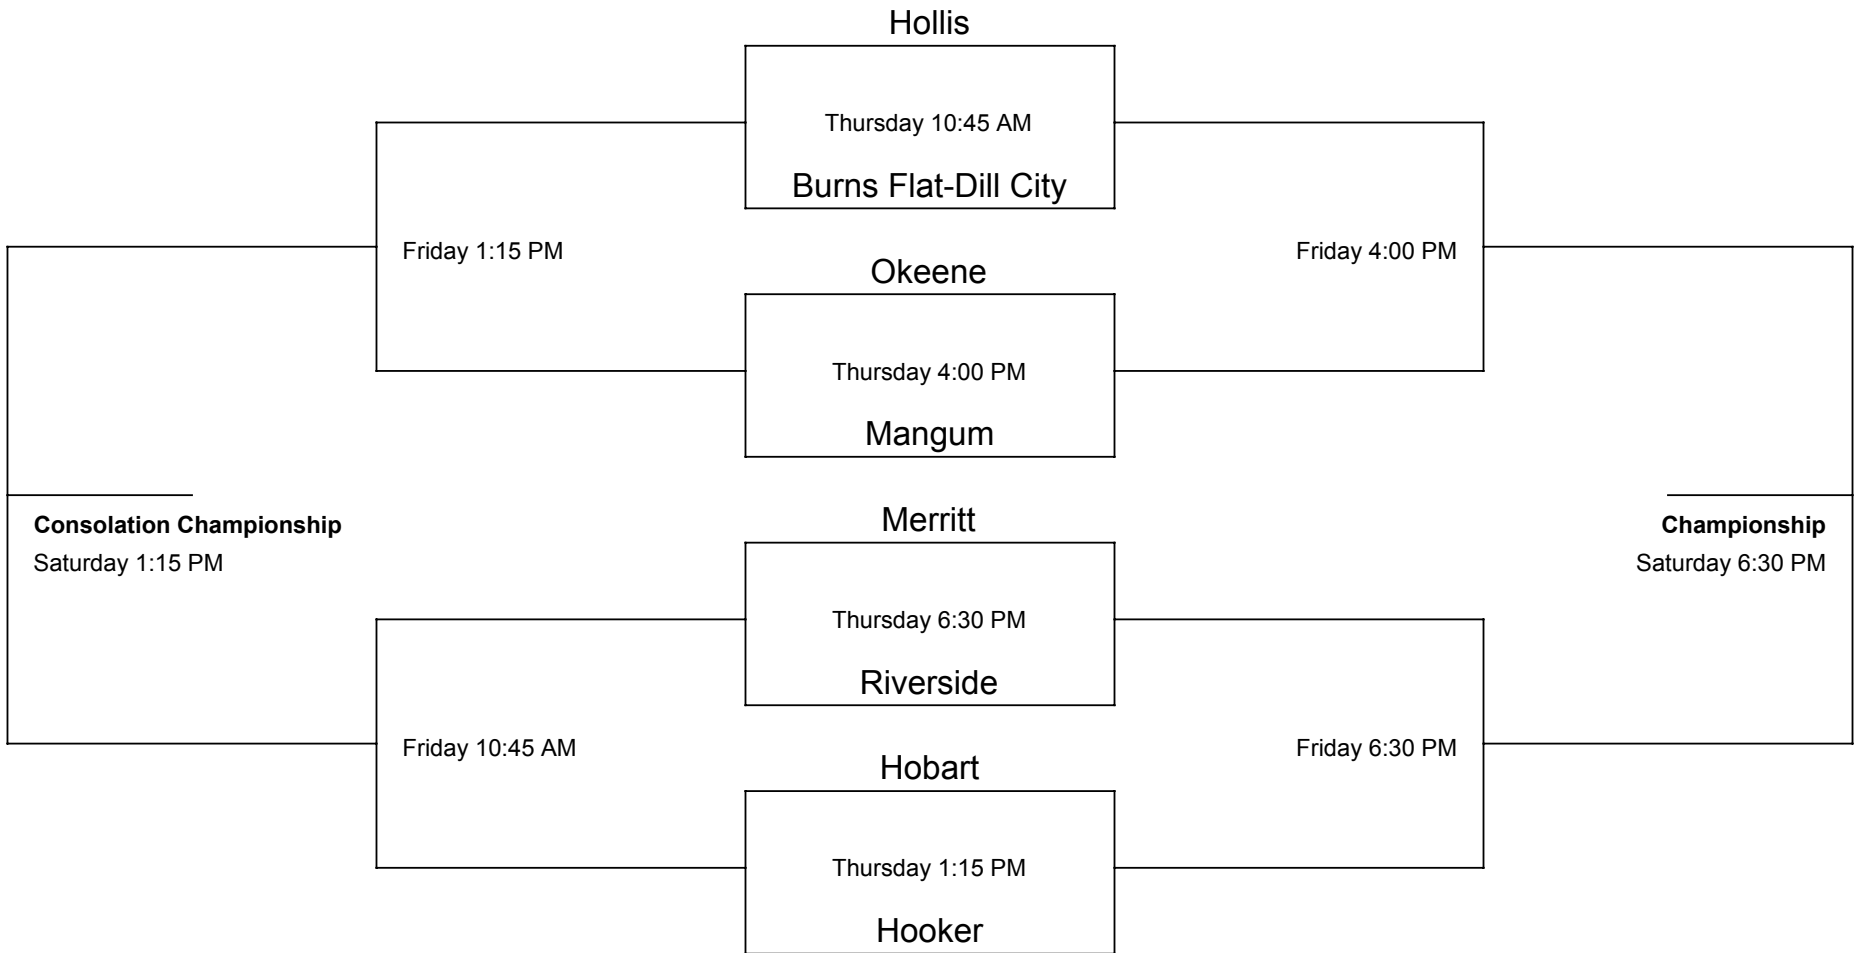 Hollis
Thursday 10:45 AM
Burns Flat-Dill City
Friday 1:15 PM
Friday 4:00 PM
Okeene
Thursday 4:00 PM
Mangum
Consolation Championship
Saturday 1:15 PM
Championship
Saturday 6:30 PM
Merritt
Thursday 6:30 PM
Riverside
Friday 10:45 AM
Friday 6:30 PM
Hobart
Thursday 1:15 PM
Hooker